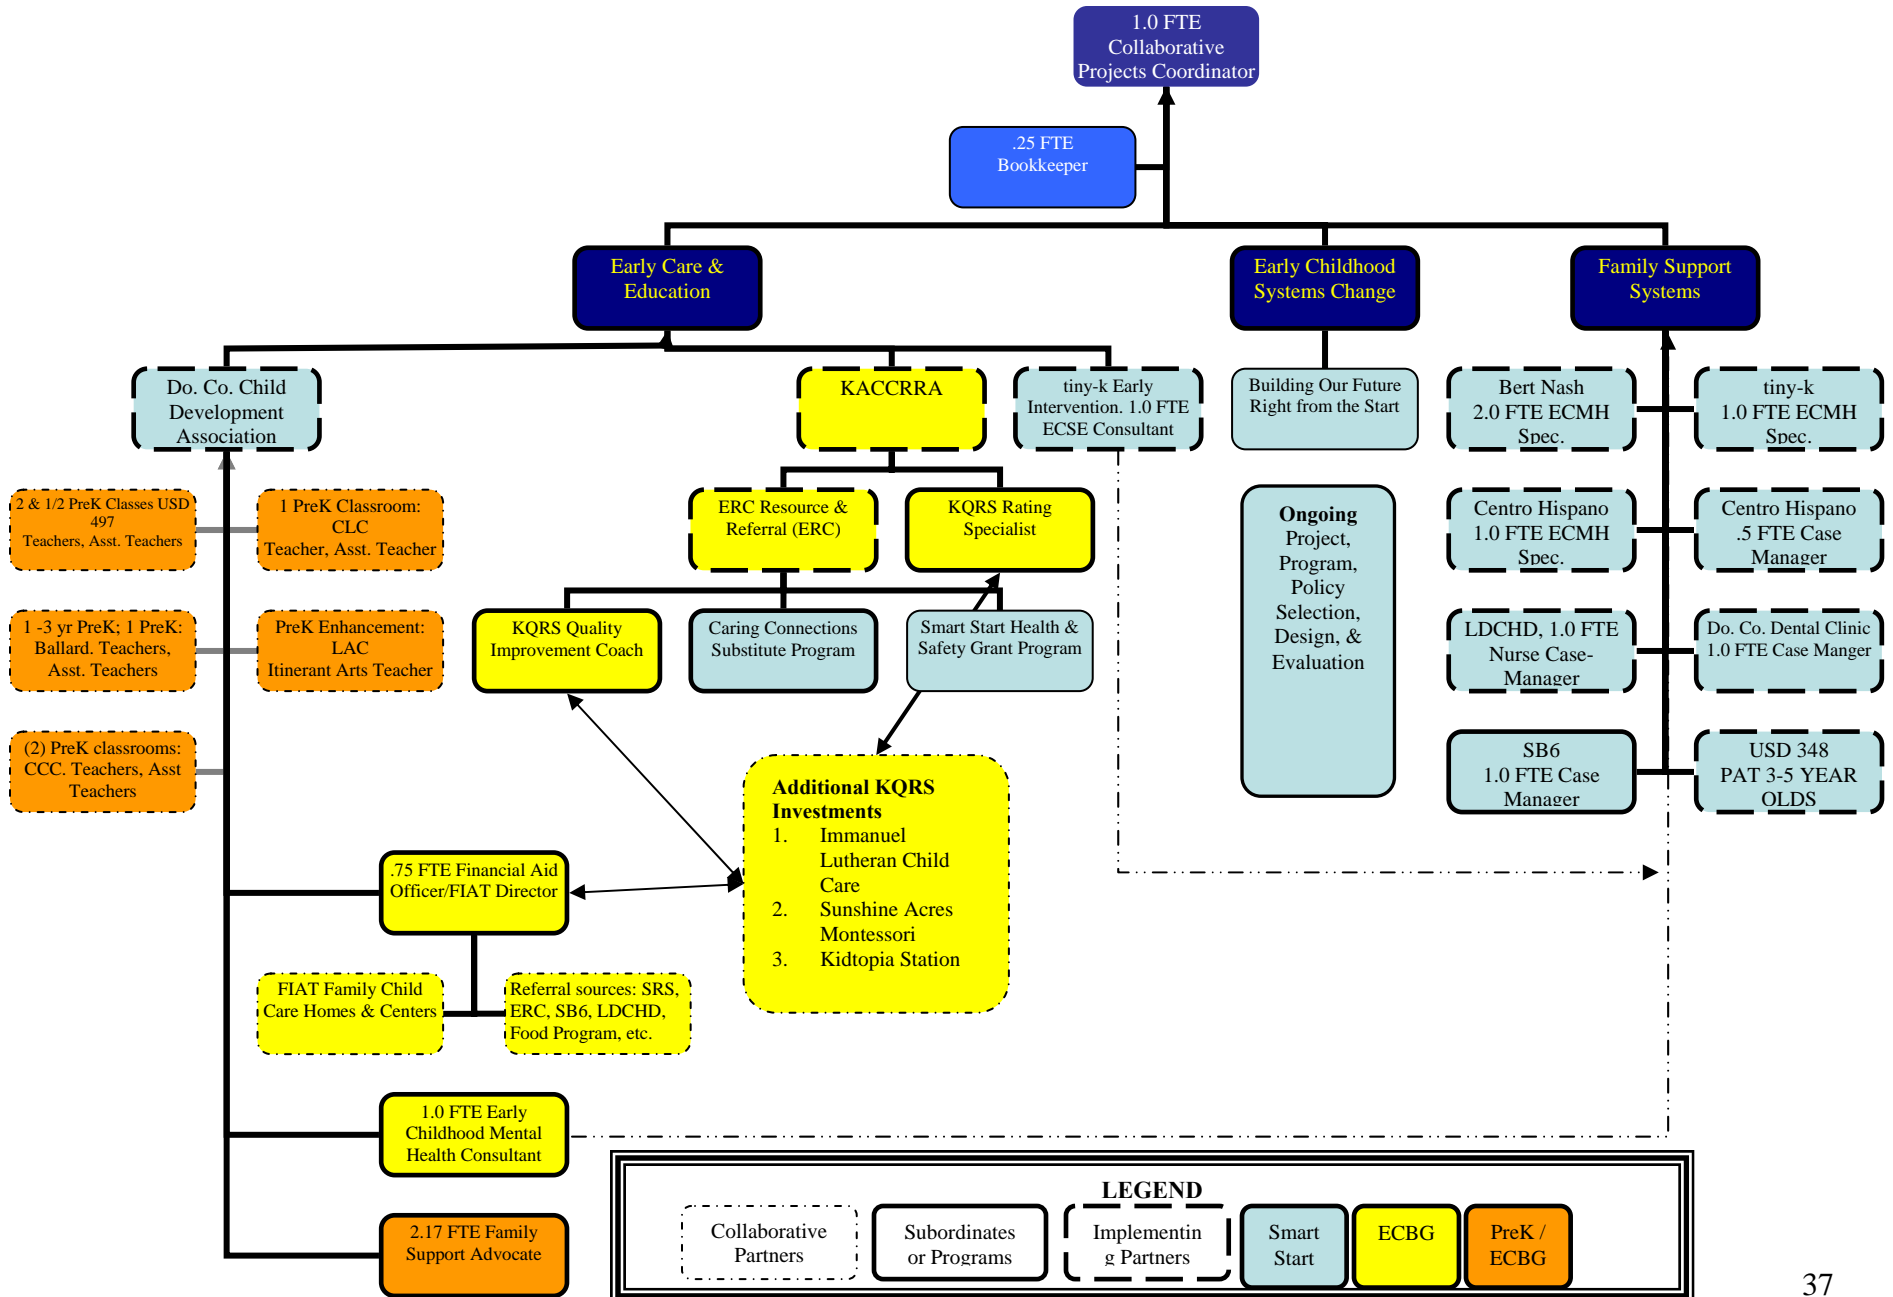 1.0 FTE
Collaborative
Projects Coordinator
.25 FTE
Bookkeeper
Early Care &
Education
Early Childhood
Systems Change
Family Support
Systems
Do. Co. Child
Development
Association
KACCRRA
tiny-k Early
Intervention. 1.0 FTE
ECSE Consultant
Building Our Future
Right from the Start
Bert Nash
2.0 FTE ECMH
Spec.
tiny-k
1.0 FTE ECMH
Spec.
2 & 1/2 PreK Classes USD
497
Teachers, Asst. Teachers
1 PreK Classroom:
CLC
Teacher, Asst. Teacher
ERC Resource &
Referral (ERC)
KQRS Rating
Specialist
Ongoing
Project,
Program,
Policy
Selection,
Design, &
Evaluation
Centro Hispano
1.0 FTE ECMH
Spec.
Centro Hispano
.5 FTE Case
Manager
1 -3 yr PreK; 1 PreK:
Ballard. Teachers,
Asst. Teachers
PreK Enhancement:
LAC
Itinerant Arts Teacher
KQRS Quality
Improvement Coach
Caring Connections
Substitute Program
Smart Start Health &
Safety Grant Program
LDCHD, 1.0 FTE
Nurse Case-
Manager
Do. Co. Dental Clinic
1.0 FTE Case Manger
(2) PreK classrooms:
CCC. Teachers, Asst
Teachers
SB6
1.0 FTE Case
Manager
USD 348
PAT 3-5 YEAR
OLDS
Additional KQRS
Investments
1. Immanuel
Lutheran Child
Care
2. Sunshine Acres
Montessori
3. Kidtopia Station
.75 FTE Financial Aid
Officer/FIAT Director
FIAT Family Child
Care Homes & Centers
Referral sources: SRS,
ERC, SB6, LDCHD,
Food Program, etc.
1.0 FTE Early
Childhood Mental
Health Consultant
2.17 FTE Family
Support Advocate
LEGEND
Collaborative
Partners
Subordinates
or Programs
Implementin
g Partners
Smart
Start
ECBG
PreK /
ECBG
37